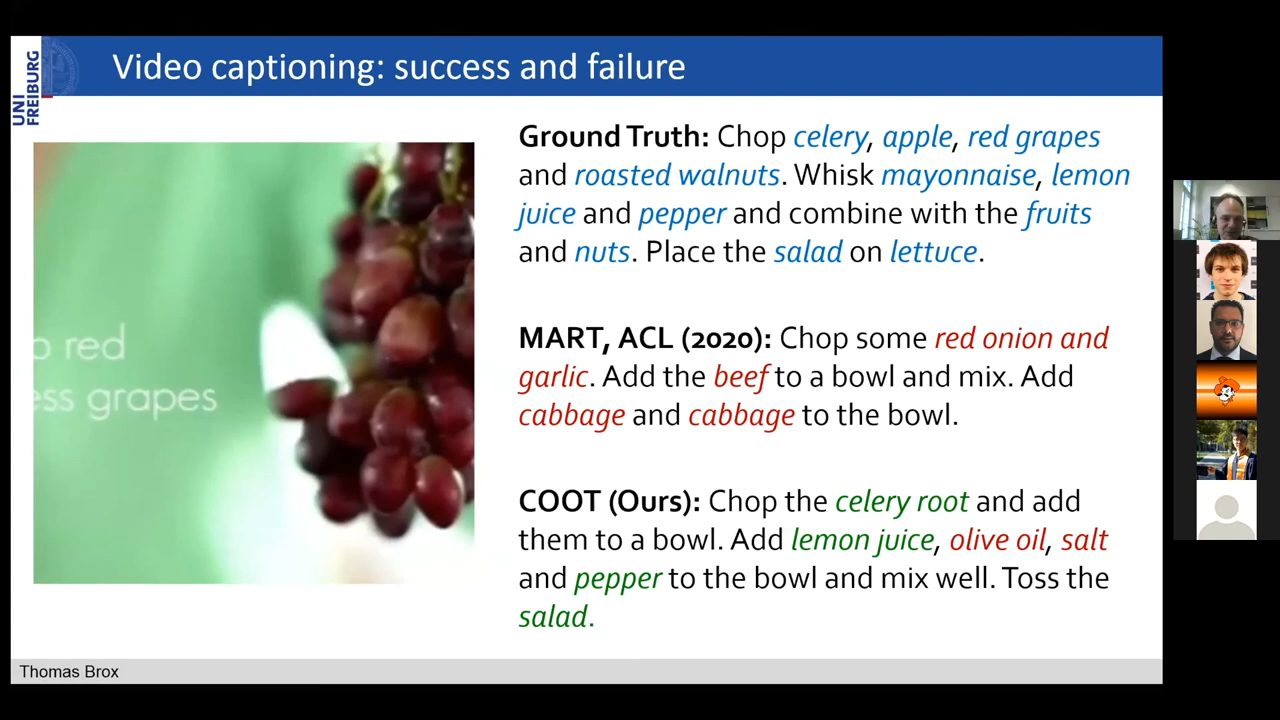 Video captioning: success and failure
UNI
FREIBURG
Ground Truth: Chop celery, apple, red grapes
and roasted walnuts. Whisk mayonnaise, lemon
juice and pepper and combine with the fruits
and nuts. Place the salad on lettuce.
red
ess grapes
MART, ACL (2020): Chop some red onion and
garlic. Add the beef to a bowl and mix. Add
cabbage and cabbage to the bowl.
COOT (Ours): Chop the celery root and add
them to a bowl. Add lemon juice, olive oil, salt
and pepper to the bowl and mix well. Toss the
salad.
Thomas Brox